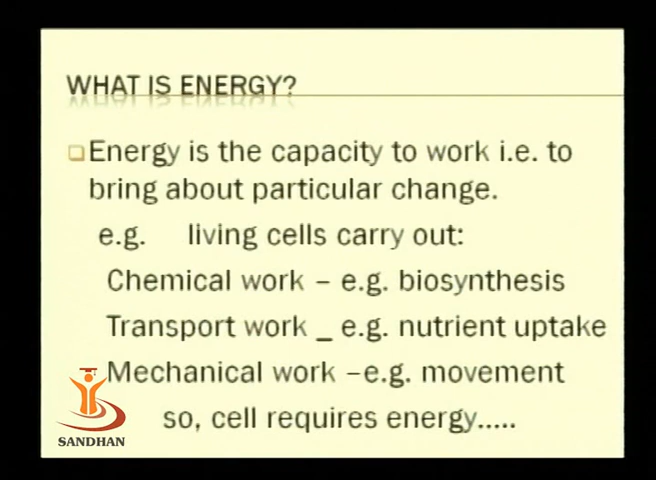 WHAT IS ENERGY?
Energy is the capacity to work i.e. to
bring about particular change.
e.g. living cells carry out:
Chemical work – e.g. biosynthesis
Transport work _ e.g. nutrient uptake
Mechanical work –e.g. movement
so, cell requires energy.....
SANDHAN